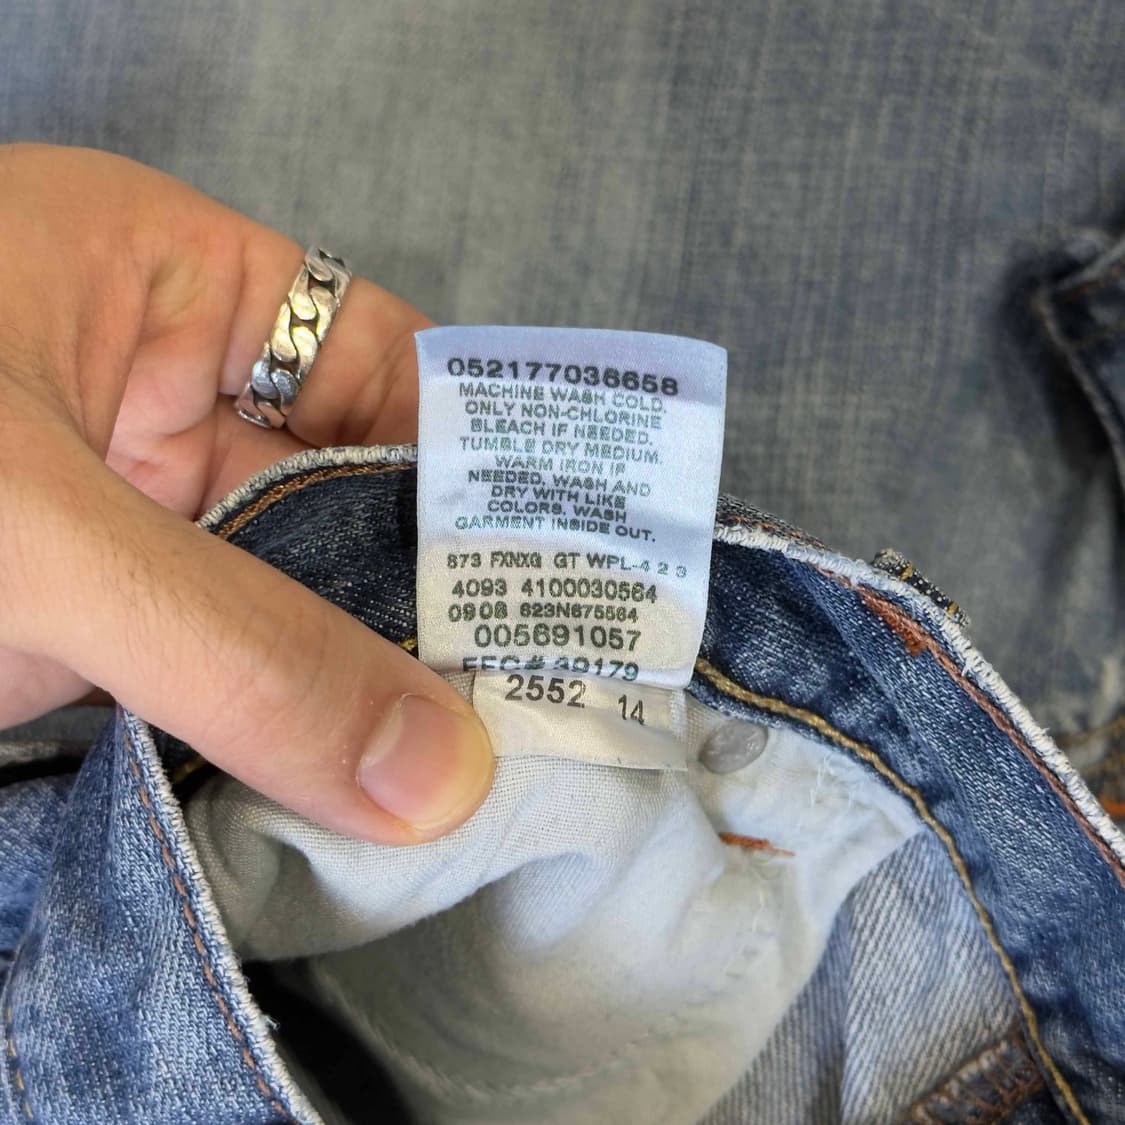 052177036658
MACHINE WASH COLD.
ONLY NON-CHLORINE
BLEACH IF NEEDED.
TUMBLE DRY MEDIUM.
WARM IRON IF
NEEDED. WASH AND
DRY WITH LIKE
COLORS. WASH
GARMENT INSIDE OUT.
873 FXNXG GT WPL-4 2 3
4093 4100030564
0908 623N675564
005691057
2552 14